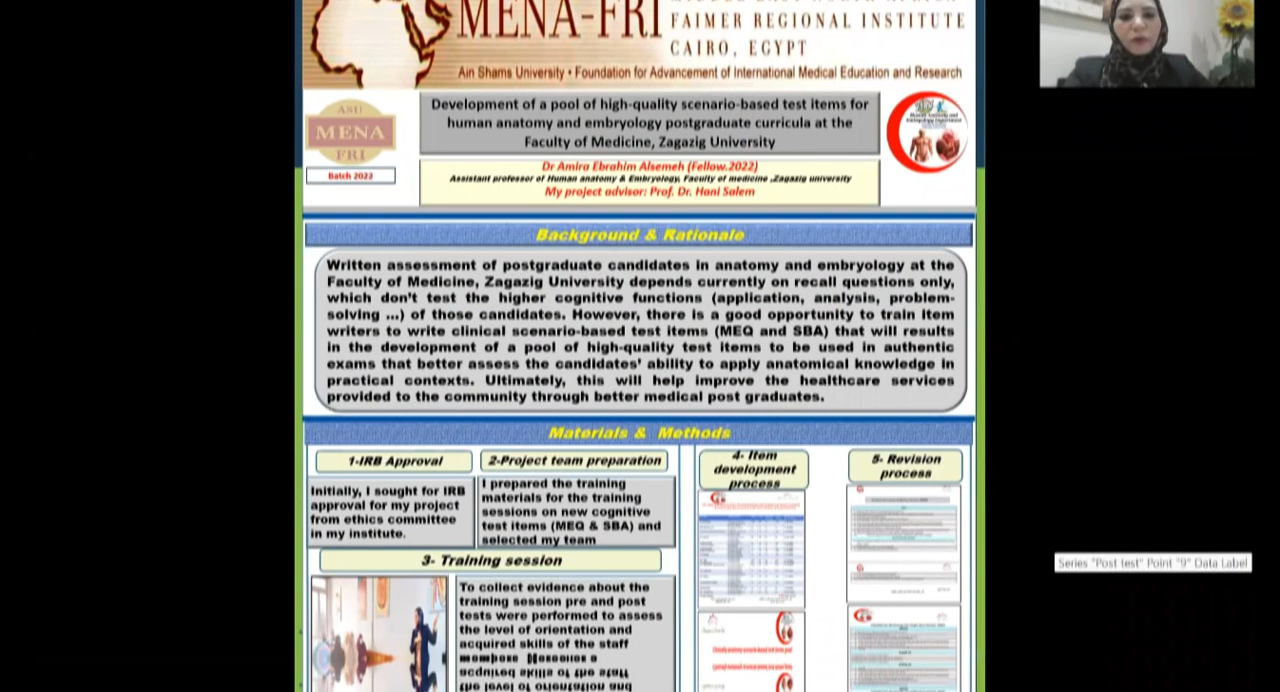 MENA-FRI
FAIMER REGIONAL INSTITUTE
CAIRO, EGYPT
Ain Shams University • Foundation for Advancement of International Medical Education and Research
ASU
MENA
FRI
Batch 2022
Development of a pool of high-quality scenario-based test items for
human anatomy and embryology postgraduate curricula at the
Faculty of Medicine, Zagazig University
Dr Amira Ebrahim Alsemeh (Fellow.2022)
Assistant professor of Human anatomy & Embryology, Faculty of medicine ,Zagazig university
My project advisor: Prof. Dr. Hani Salem
Background & Rationale
Written assessment of postgraduate candidates in anatomy and embryology at the
Faculty of Medicine, Zagazig University depends currently on recall questions only,
which don't test the higher cognitive functions (application, analysis, problem-
solving ...) of those candidates. However, there is a good opportunity to train item
writers to write clinical scenario-based test items (MEQ and SBA) that will results
in the development of a pool of high-quality test items to be used in authentic
exams that better assess the candidates' ability to apply anatomical knowledge in
practical contexts. Ultimately, this will help improve the healthcare services
provided to the community through better medical post graduates.
Materials & Methods
1-IRB Approval
Initially, I sought for IRB
approval for my project
from ethics committee
in my institute.
2-Project team preparation
I prepared the training
materials for the training
sessions on new cognitive
test items (MEQ & SBA) and
selected my team
3- Training session
To collect evidence about the
training session pre and post
tests were performed to assess
the level of orientation and
acquired skills of the staff
4- Item
development
process
5- Revision
process
Series "Post test" Point "9" Data Label